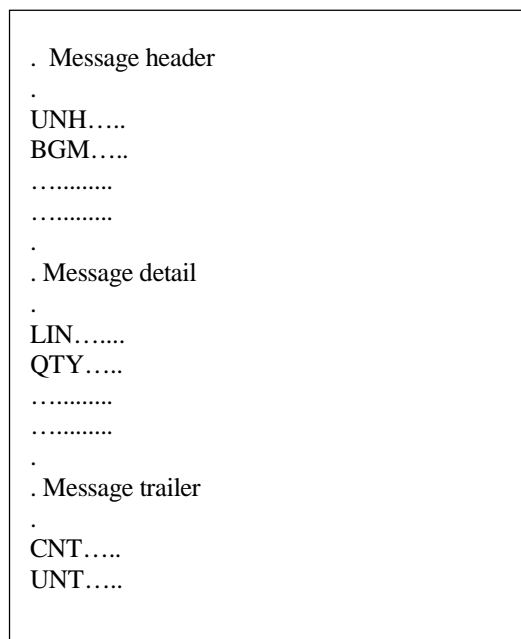 . Message header
.
UNH…..
BGM…..
….........
….........
.
. Message detail
.
LIN…....
QTY…..
….........
….........
.
. Message trailer
.
CNT…..
UNT…..